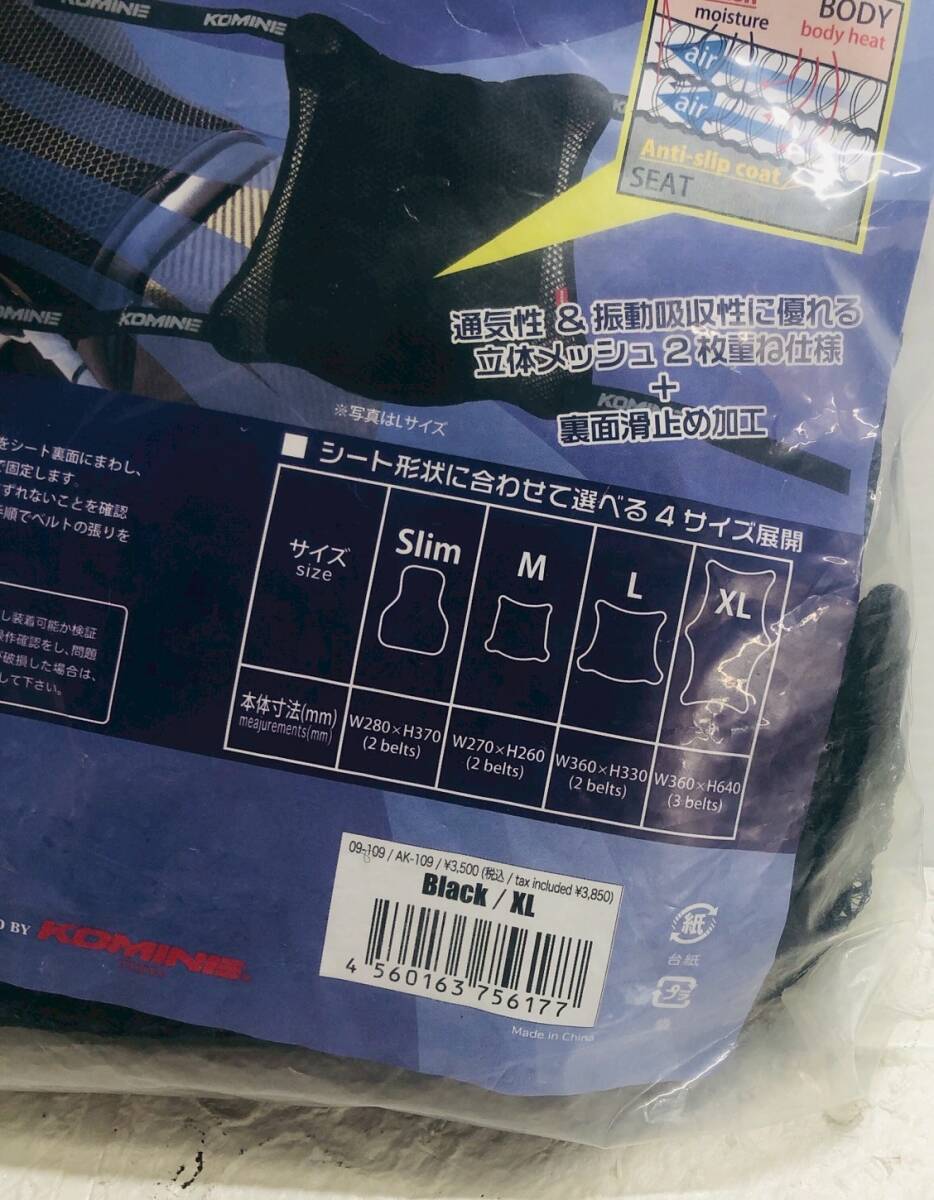 KOMINE
KOMINE
moisture
BODY
body heat
air
air
Anti-slip coat
SEAT
KOMINE
KOMINE
通気性 & 振動吸収性に優れる
立体メッシュ2枚重ね仕様
+
裏面滑止め加工
KOMINE
※写真はLサイズ
をシート裏面にまわし、
で固定します。
ずれないことを確認
手順でベルトの張りを
し装着可能か検証
操作確認をし、問題
破損した場合は、
して下さい。
■ シート形状に合わせて選べる4サイズ展開
サイズ
size
Slim
M
L
XL
本体寸法(mm)
meajurements(mm)
W280×H370
(2 belts)
W270×H260
(2 belts)
W360×H330
(2 belts)
W360×H640
(3 belts)
09-109 / AK-109 / ¥3,500 (税込 / tax included ¥3,850)
B
Black / XL
4 560163 756177
D BY KOMINE
紙
台紙
プラ
袋
Made in China